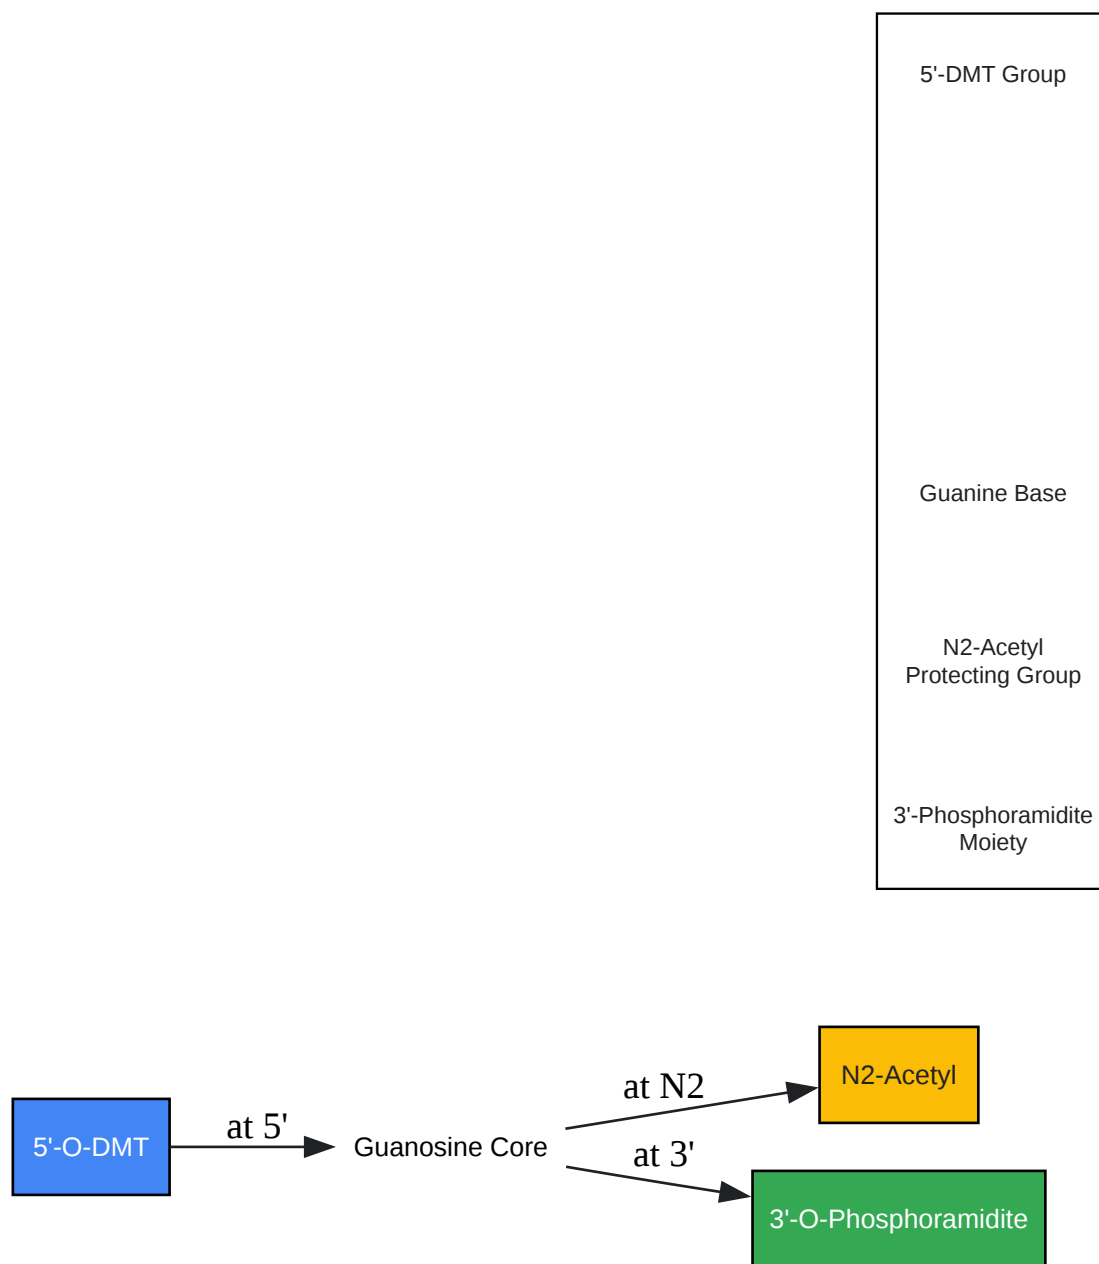 5'-DMT Group
Guanine Base
N2-Acetyl
Protecting Group
3'-Phosphoramidite
Moiety
N2-Acetyl
at N2
at 5'
5'-O-DMT
Guanosine Core
at 3'
3'-O-Phosphoramidite